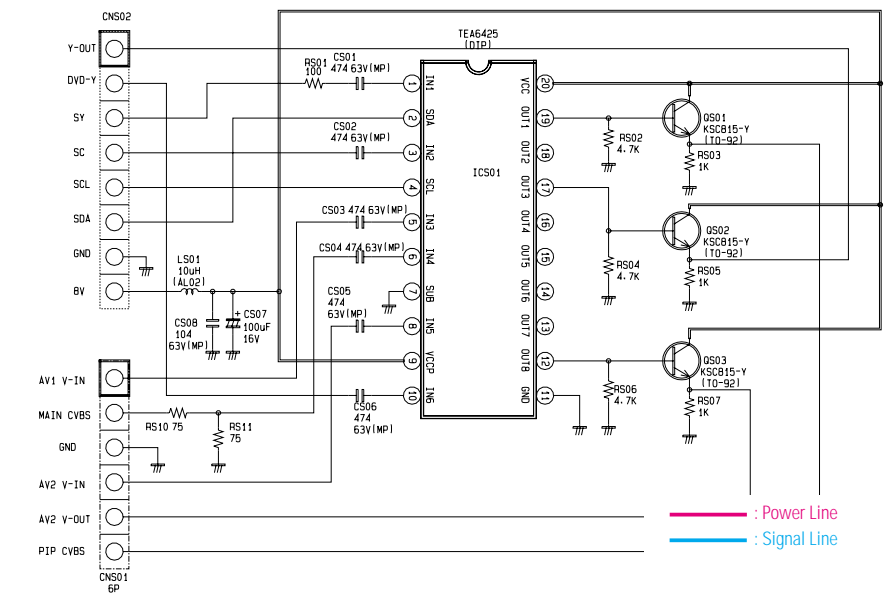 CNS02
Y-OUT
DVD-Y
SY
SC
SCL
SDA
GND
8V
RS01
100
CS01
474 63V(MP)
CS02
474 63V(MP)
CS03 474 63V(MP)
CS04 474 63V(MP)
LS01
10uH
(AL02)
CS05
474
63V(MP)
CS08
104
63V(MP)
+
CS07
100uF
16V
CS06
474
63V(MP)
TEA6425
(DIP)
ICS01
1 IN1
2 SDA
3 IN2
4 SCL
5 IN3
6 IN4
7 SUB
8 IN5
9 VCCP
10 IN6
VCC 20
OUT1 19
OUT2 18
OUT3 17
OUT4 16
OUT5 15
OUT6 14
OUT7 13
OUT8 12
GND 11
RS02
4.7K
QS01
KSC815-Y
(TO-92)
RS03
1K
RS04
4.7K
QS02
KSC815-Y
(TO-92)
RS05
1K
RS06
4.7K
QS03
KSC815-Y
(TO-92)
RS07
1K
AV1 V-IN
MAIN CVBS
GND
AV2 V-IN
AV2 V-OUT
PIP CVBS
RS10 75
RS11
75
CNS01
6P
: Power Line
: Signal Line